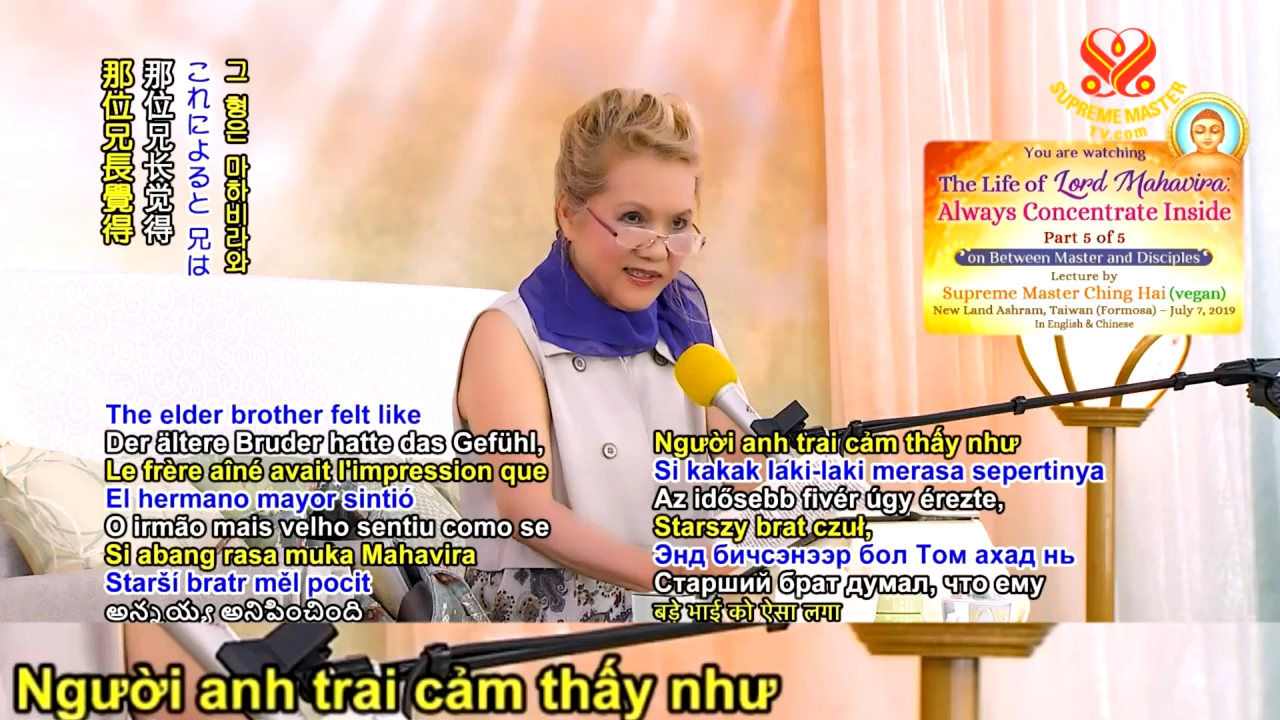 那位兄長覺得
那位兄长觉得
これによると 兄は
그 형은 마하비라와
SUPREME MASTER
TV.com
You are watching
The Life of Lord Mahavira:
Always Concentrate Inside
Part 5 of 5
on Between Master and Disciples
Lecture by
Supreme Master Ching Hai (vegan)
New Land Ashram, Taiwan (Formosa) – July 7, 2019
In English & Chinese
The elder brother felt like
Der ältere Bruder hatte das Gefühl,
Le frère aîné avait l'impression que
El hermano mayor sintió
O irmão mais velho sentiu como se
Si abang rasa muka Mahavira
Starší bratr měl pocit
అన్నయ్య అనిపించింది
Người anh trai cảm thấy như
Si kakak laki-laki merasa sepertinya
Az idősebb fivér úgy érezte,
Starszy brat czuł,
Энд бичсэнээр бол Том ахад нь
Старший брат думал, что ему
बड़े भाई को ऐसा लगा
Người anh trai cảm thấy như